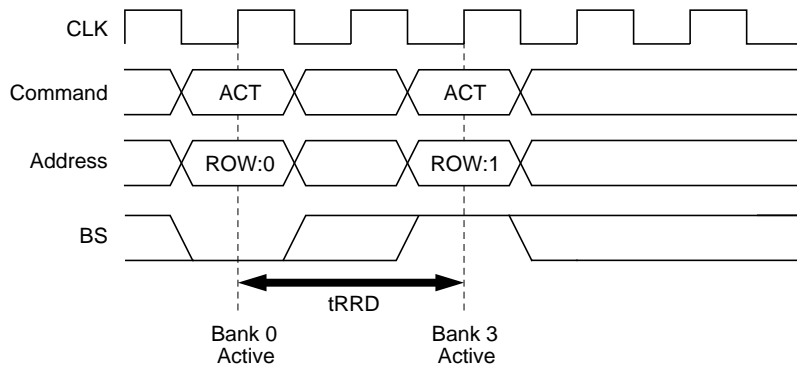 CLK
Command
ACT
ACT
Address
ROW:0
ROW:1
BS
tRRD
Bank 0
Active
Bank 3
Active